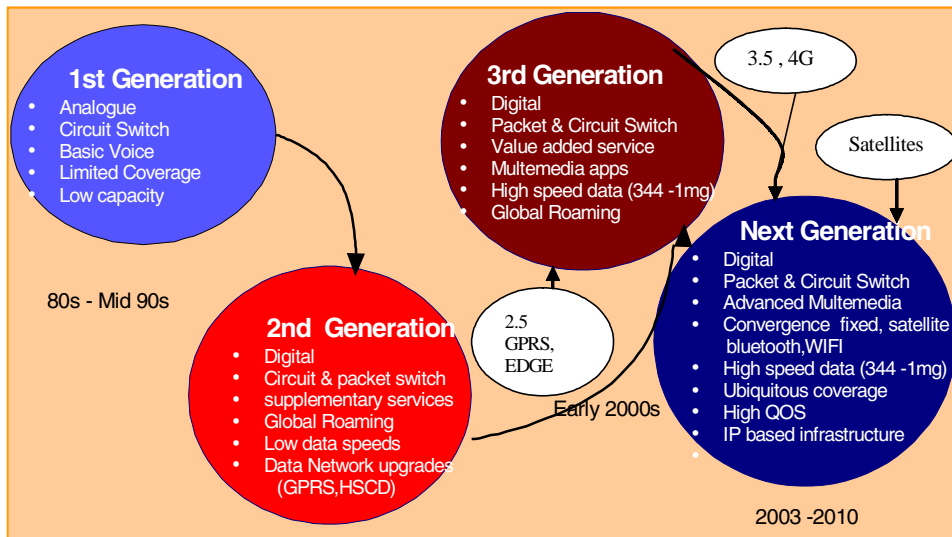 1st Generation
• Analogue
• Circuit Switch
• Basic Voice
• Limited Coverage
• Low capacity
80s - Mid 90s
2nd Generation
• Digital
• Circuit & packet switch
• supplementary services
• Global Roaming
• Low data speeds
• Data Network upgrades
(GPRS,HSCD)
3rd Generation
• Digital
• Packet & Circuit Switch
• Value added service
• Multemedia apps
• High speed data (344 -1mg)
• Global Roaming
2.5
GPRS,
EDGE
Early 2000s
3.5 , 4G
Satellites
Next Generation
• Digital
• Packet & Circuit Switch
• Advanced Multemedia
• Convergence fixed, satellite
bluetooth,WIFI
• High speed data (344 -1mg)
• Ubiquitous coverage
• High QOS
• IP based infrastructure
•
2003 -2010